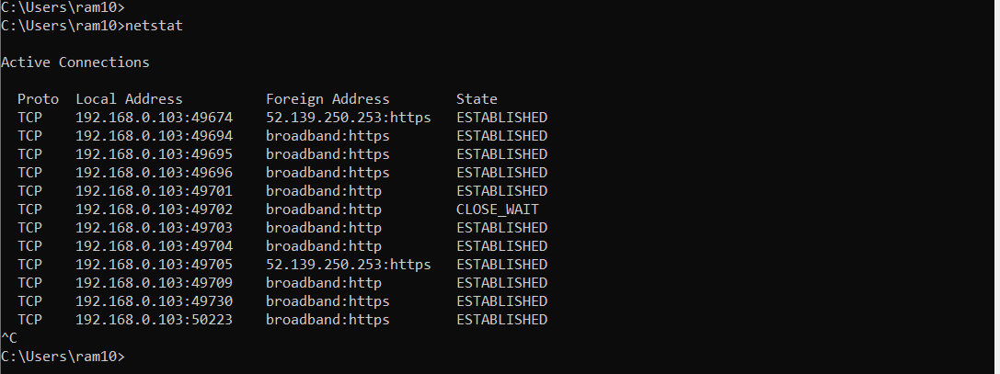 C:\Users\ram10>
C:\Users\ram10>netstat
Active Connections
Proto  Local Address          Foreign Address        State
TCP    192.168.0.103:49674    52.139.250.253:https   ESTABLISHED
TCP    192.168.0.103:49694    broadband:https        ESTABLISHED
TCP    192.168.0.103:49695    broadband:https        ESTABLISHED
TCP    192.168.0.103:49696    broadband:https        ESTABLISHED
TCP    192.168.0.103:49701    broadband:http         ESTABLISHED
TCP    192.168.0.103:49702    broadband:http         CLOSE_WAIT
TCP    192.168.0.103:49703    broadband:http         ESTABLISHED
TCP    192.168.0.103:49704    broadband:http         ESTABLISHED
TCP    192.168.0.103:49705    52.139.250.253:https   ESTABLISHED
TCP    192.168.0.103:49709    broadband:http         ESTABLISHED
TCP    192.168.0.103:49730    broadband:https        ESTABLISHED
TCP    192.168.0.103:50223    broadband:https        ESTABLISHED
^C
C:\Users\ram10>